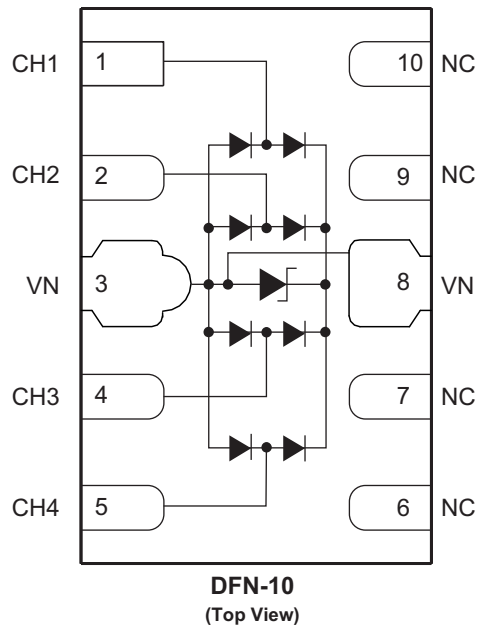 CH1 1 10 NC
CH2 2 9 NC
VN 3 8 VN
CH3 4 7 NC
CH4 5 6 NC
DFN-10
(Top View)